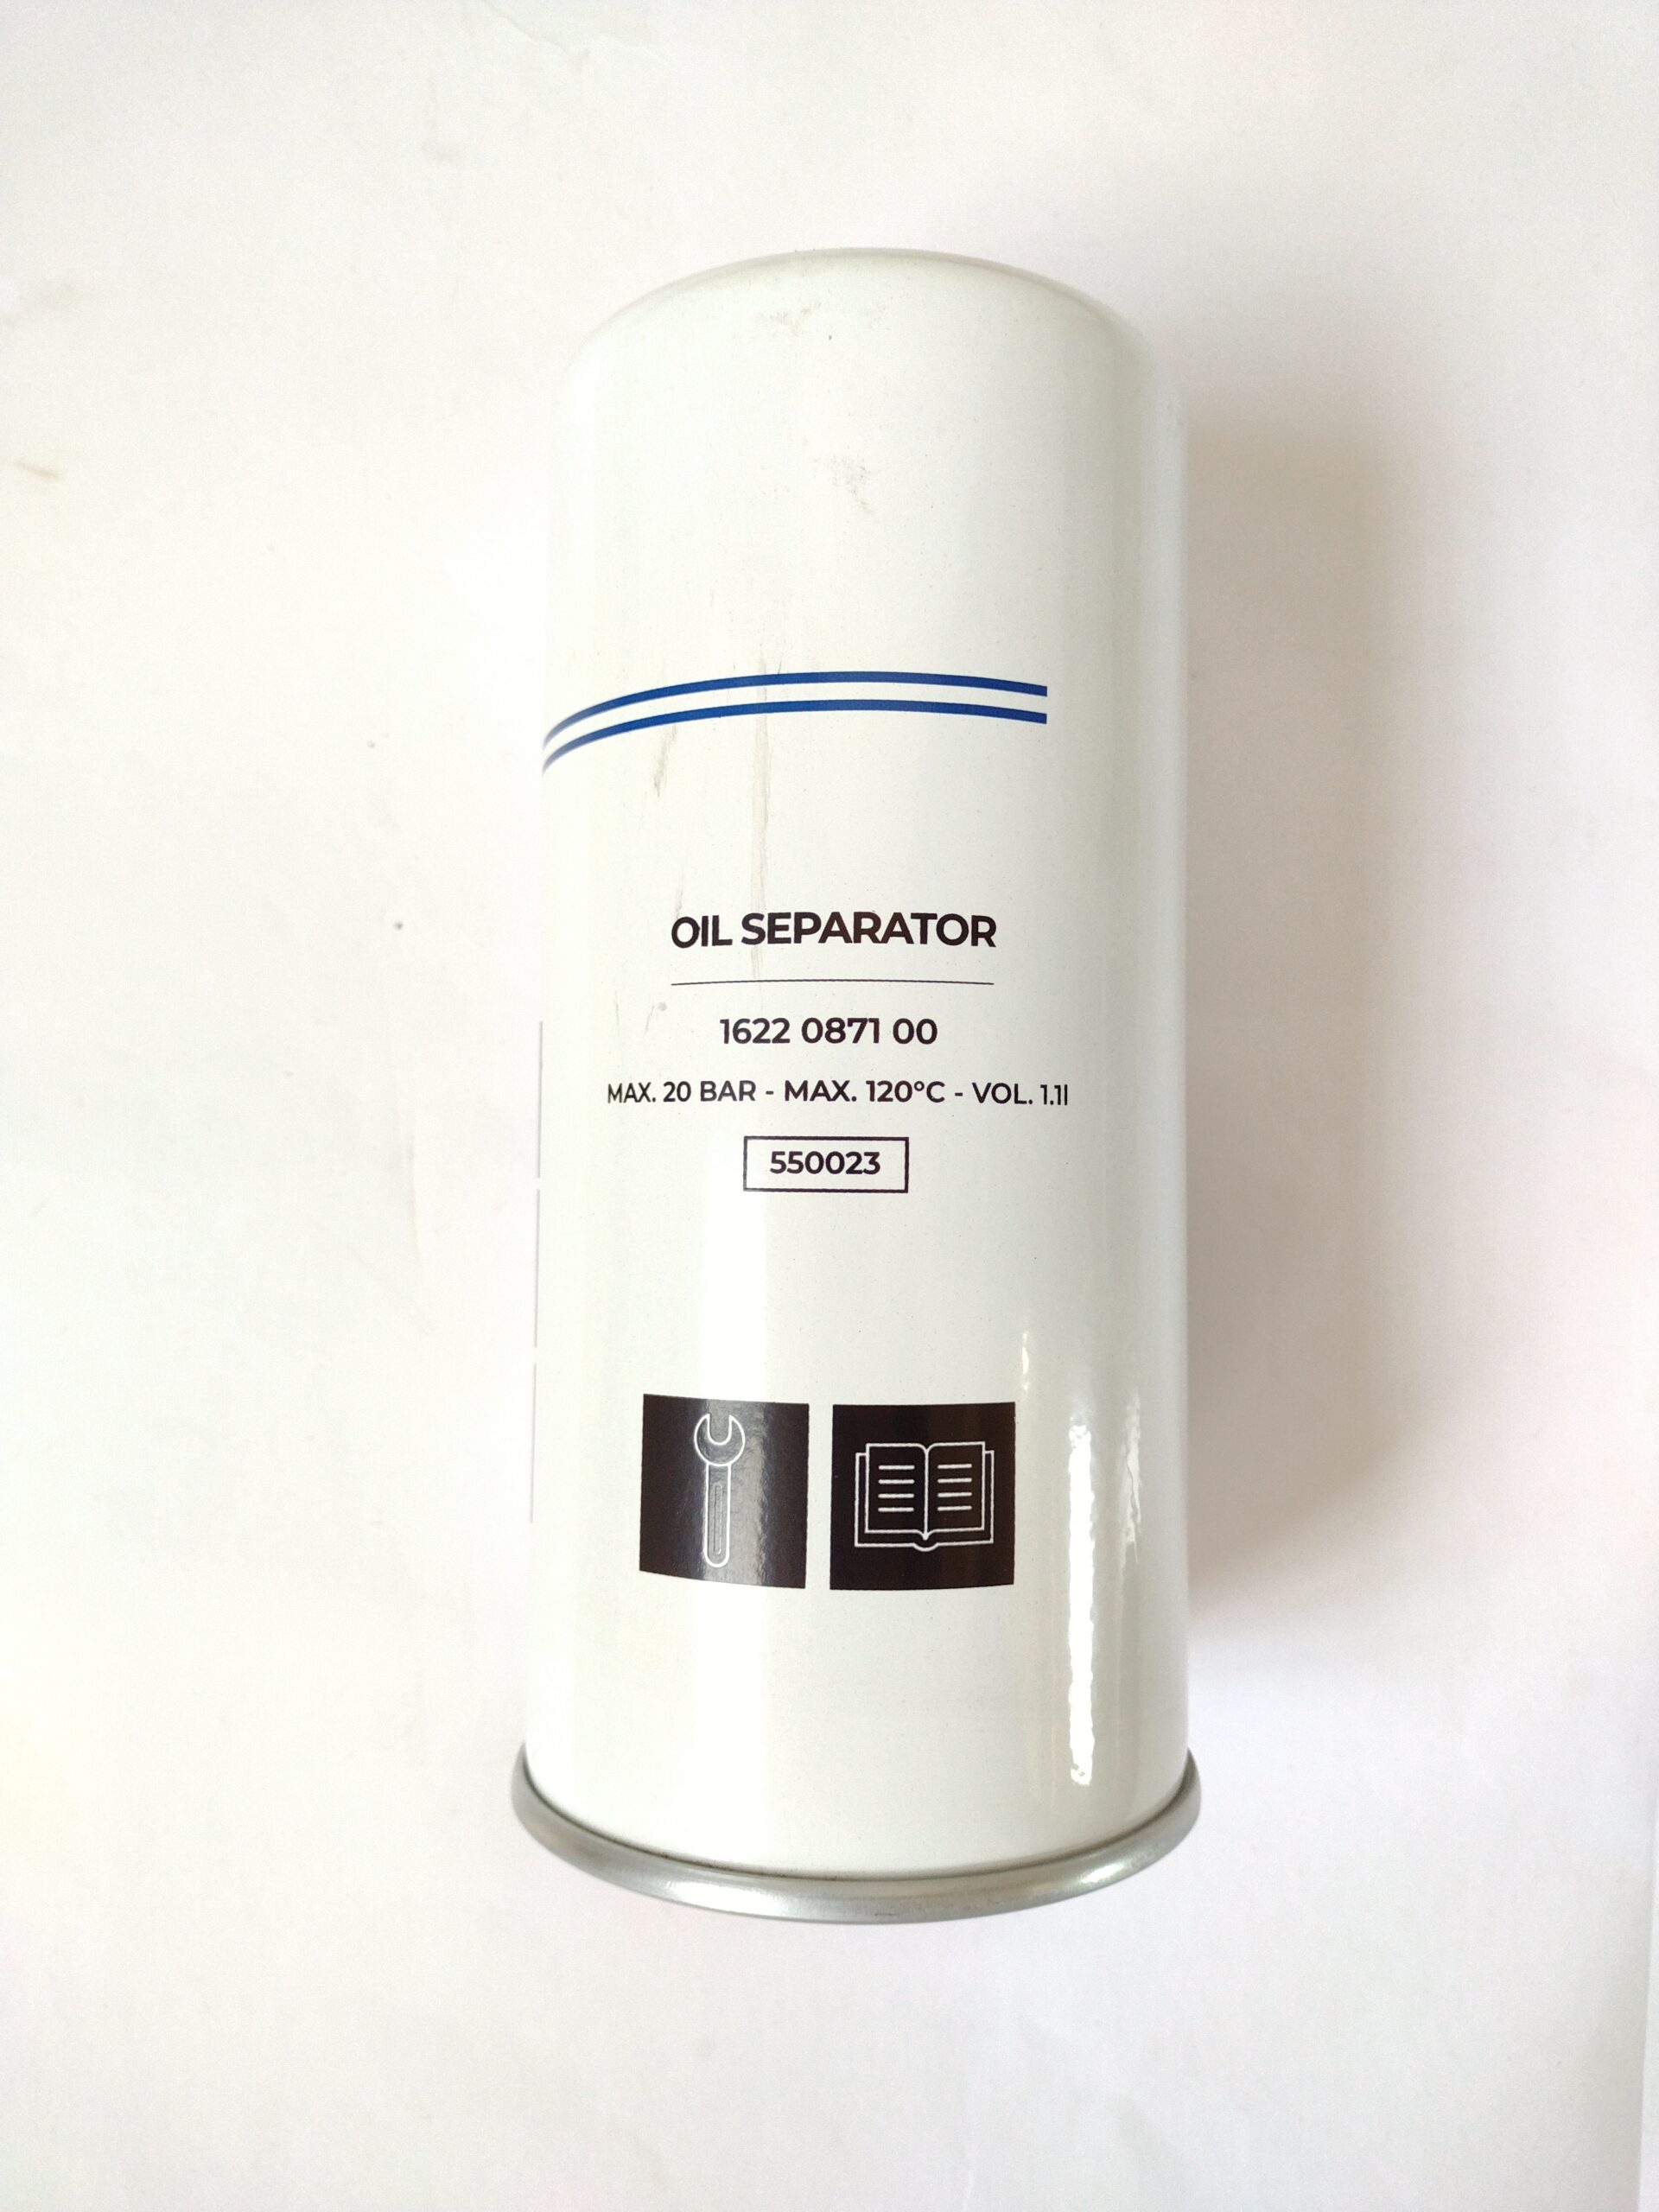 OIL SEPARATOR
1622 0871 00
MAX. 20 BAR - MAX. 120°C - VOL. 1.1l
550023